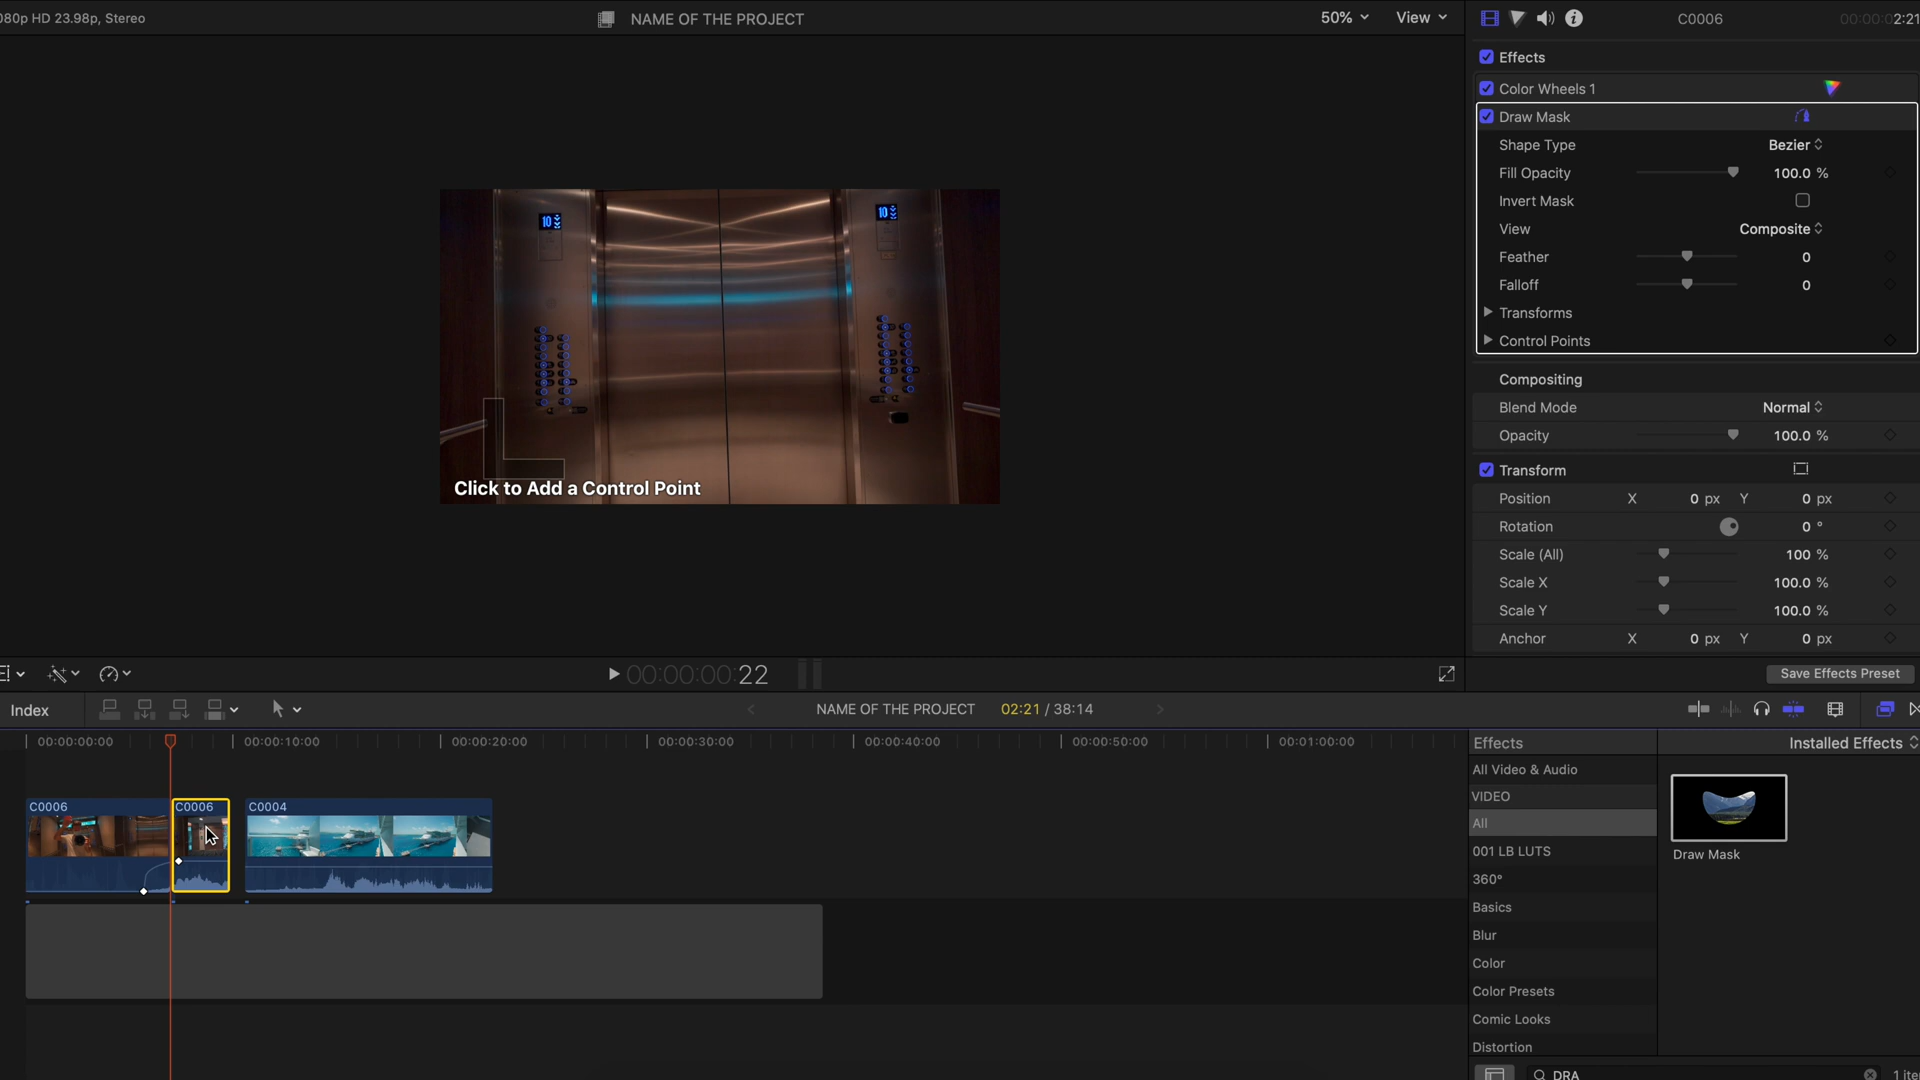 080p HD 23.98p, Stereo
NAME OF THE PROJECT
50%
View
C0006
00:00:02:21
Effects
Color Wheels 1
Draw Mask
Shape Type Bezier
Fill Opacity 100.0 %
Invert Mask
View Composite
Feather 0
Falloff 0
Transforms
Control Points
Compositing
Blend Mode Normal
Opacity 100.0 %
Transform
Position X 0 px Y 0 px
Rotation 0 °
Scale (All) 100 %
Scale X 100.0 %
Scale Y 100.0 %
Anchor X 0 px Y 0 px
Save Effects Preset
10
10
Click to Add a Control Point
00:00:00:22
Index
NAME OF THE PROJECT 02:21 / 38:14
00:00:00:00 00:00:10:00 00:00:20:00 00:00:30:00 00:00:40:00 00:00:50:00 00:01:00:00
C0006
C0006
C0004
Effects
Installed Effects
All Video & Audio
VIDEO
All
001 LB LUTS
360°
Basics
Blur
Color
Color Presets
Comic Looks
Distortion
Draw Mask
DRA
1 ite